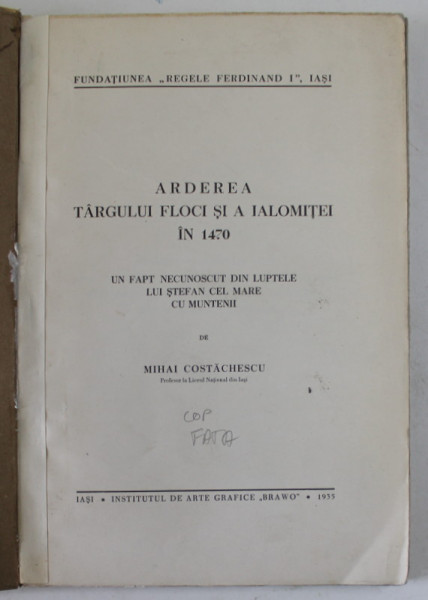 FUNDAȚIUNEA „REGELE FERDINAND I”, IAȘI
ARDEREA
TÂRGULUI FLOCI ȘI A IALOMIȚEI
ÎN 1470
UN FAPT NECUNOSCUT DIN LUPTELE
LUI ȘTEFAN CEL MARE
CU MUNTENII
DE
MIHAI COSTĂCHESCU
Profesor la Liceul Național din Iași
COP
FATA
IAȘI • INSTITUTUL DE ARTE GRAFICE „BRAWO” • 1935